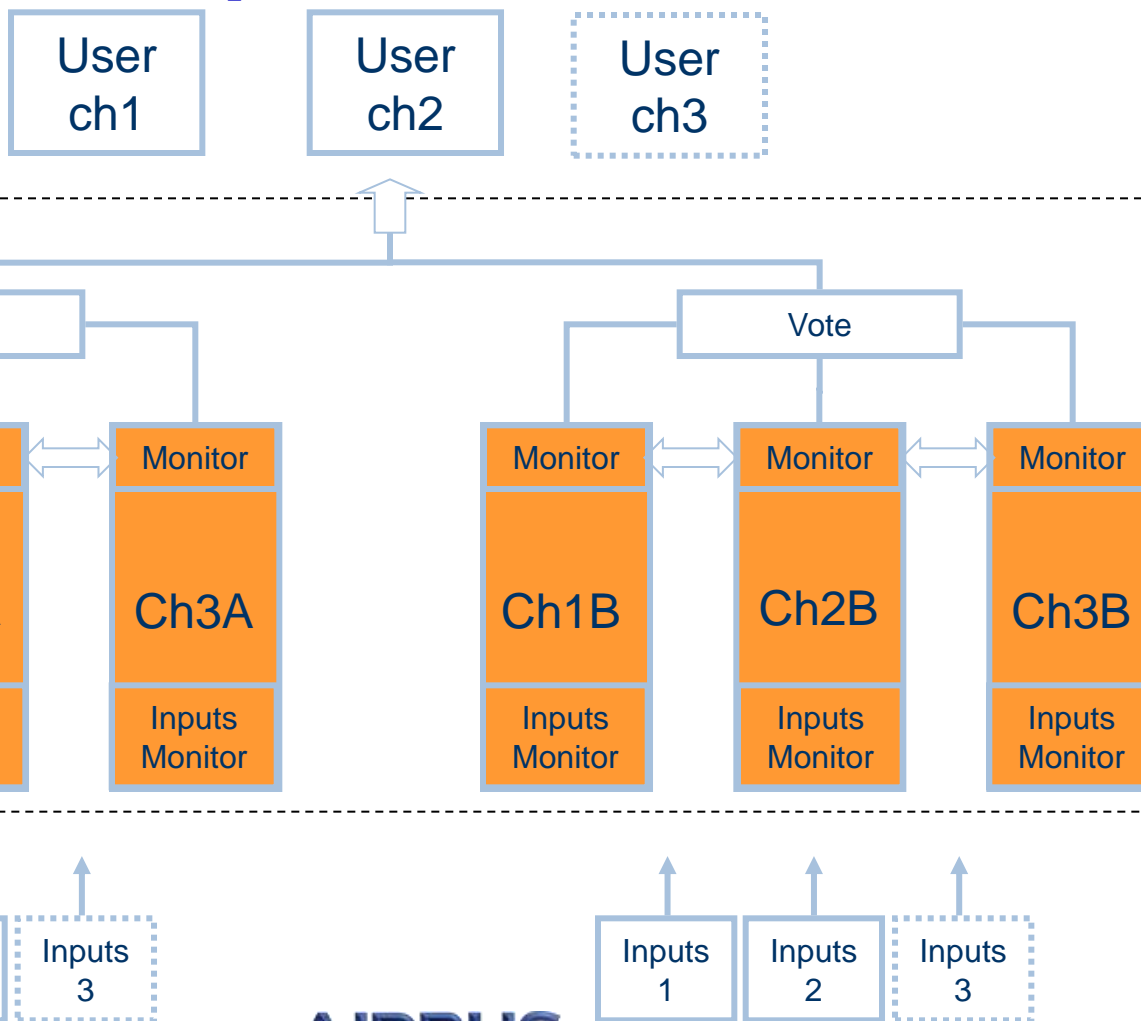 User
ch1
User
ch2
User
ch3
Vote
Monitor
Monitor
Monitor
Monitor
Ch3A
Ch1B
Ch2B
Ch3B
Inputs
Monitor
Inputs
Monitor
Inputs
Monitor
Inputs
Monitor
Inputs
3
Inputs
1
Inputs
2
Inputs
3
AIRBUS